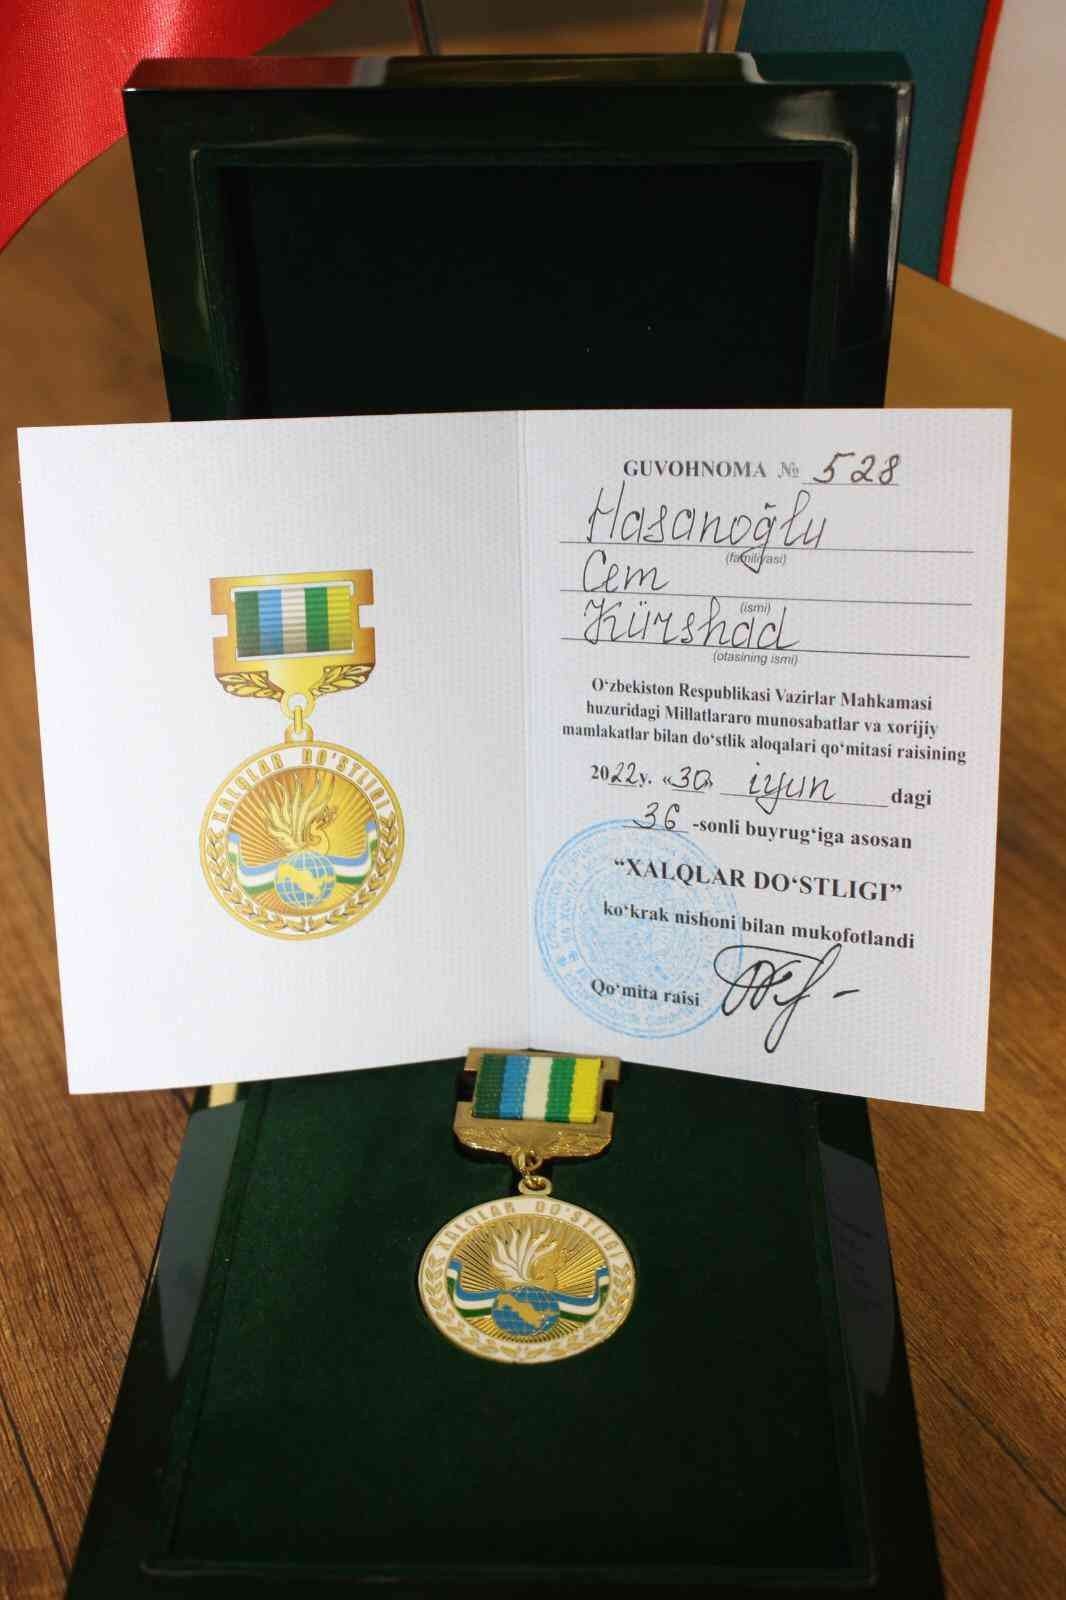 XALQLAR DO'STLIGI
GUVOHNOMA № 528
Hasanoğlu
(familiyasi)
Cem
(ismi)
Kürshad
(otasining ismi)
O‘zbekiston Respublikasi Vazirlar Mahkamasi
huzuridagi Millatlararo munosabatlar va xorijiy
mamlakatlar bilan do‘stlik aloqalari qo‘mitasi raisining
2022y. «30» iyun dagi
36 -sonli buyrug‘iga asosan
“XALQLAR DO‘STLIGI”
ko‘krak nishoni bilan mukofotlandi
Qo‘mita raisi
XALQLAR DO'STLIGI